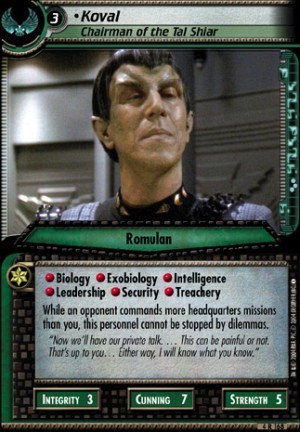 3 •Koval
Chairman of the Tal Shiar
Romulan
Biology Exobiology Intelligence
Leadership Security Treachery
While an opponent commands more headquarters missions
than you, this personnel cannot be stopped by dilemmas.
"Now we'll have our private talk. . . . This can be painful or not.
That's up to you... Either way, I will know what you know."
INTEGRITY 3 CUNNING 7 STRENGTH 5